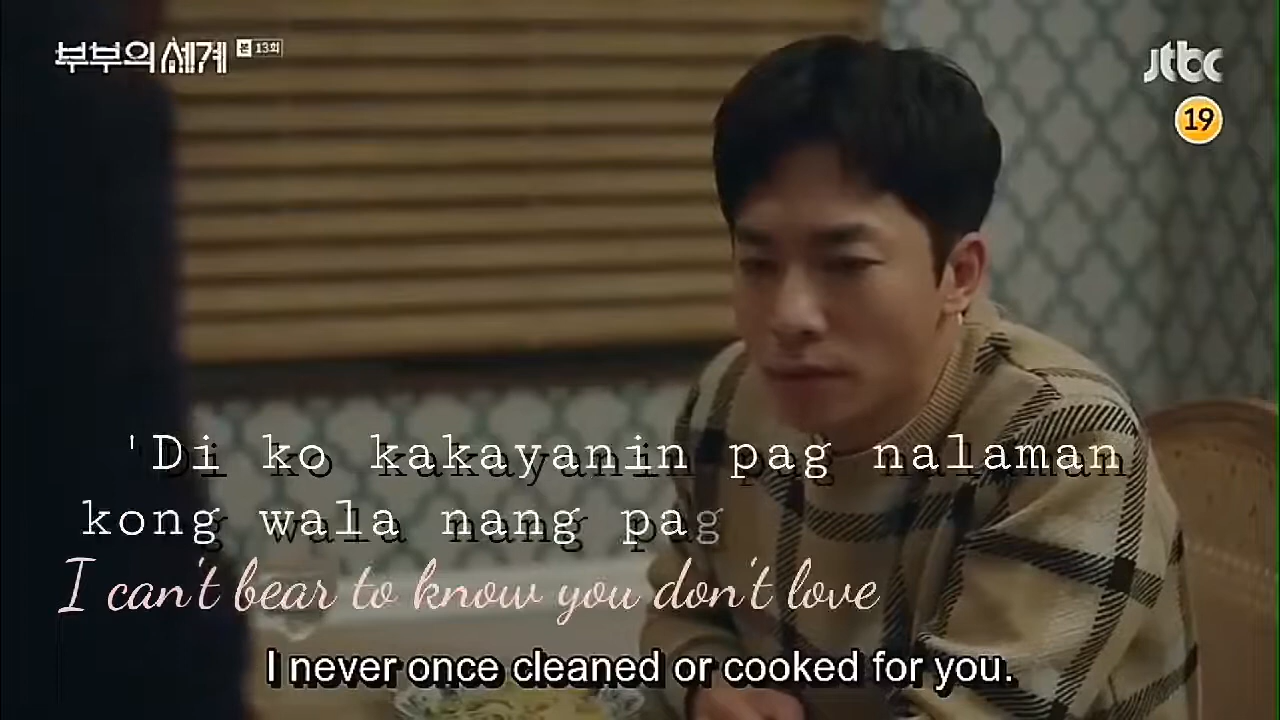 부부의 세계 본 13회
jtbc
19
'Di ko kakayanin pag nalaman
kong wala nang pag
I can't bear to know you don't love
I never once cleaned or cooked for you.